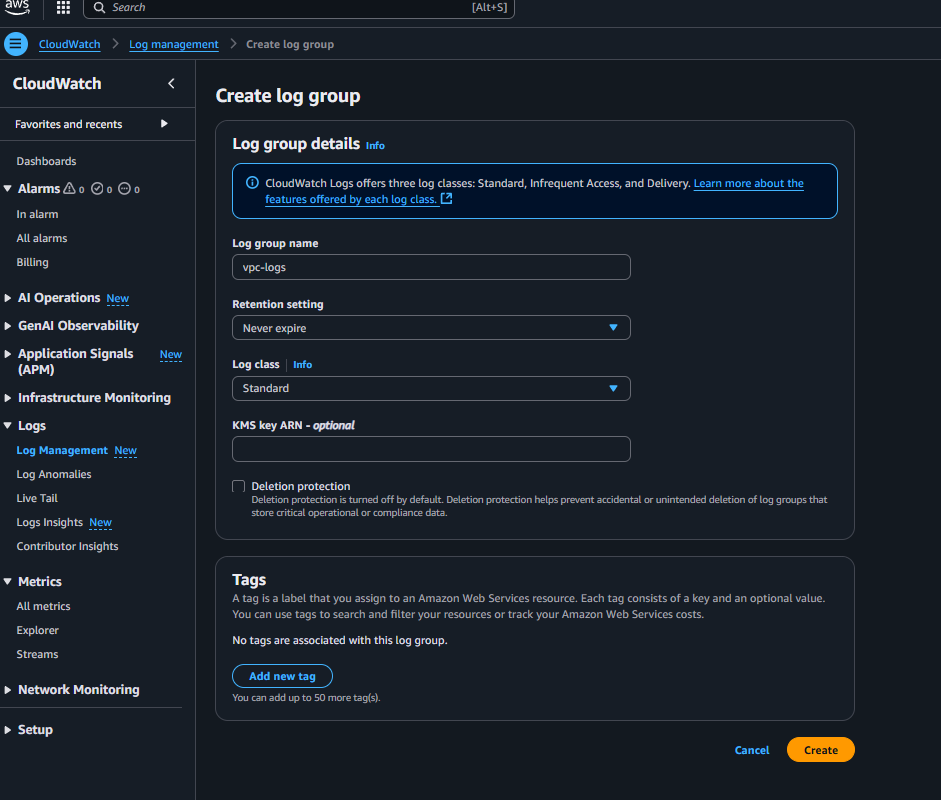 aws
Search [Alt+S]
CloudWatch > Log management > Create log group
CloudWatch
Favorites and recents
Dashboards
Alarms 0 0 0
In alarm
All alarms
Billing
AI Operations New
GenAI Observability
Application Signals New
(APM)
Infrastructure Monitoring
Logs
Log Management New
Log Anomalies
Live Tail
Logs Insights New
Contributor Insights
Metrics
All metrics
Explorer
Streams
Network Monitoring
Setup
Create log group
Log group details Info
CloudWatch Logs offers three log classes: Standard, Infrequent Access, and Delivery. Learn more about the
features offered by each log class.
Log group name
vpc-logs
Retention setting
Never expire
Log class Info
Standard
KMS key ARN - optional
Deletion protection
Deletion protection is turned off by default. Deletion protection helps prevent accidental or unintended deletion of log groups that
store critical operational or compliance data.
Tags
A tag is a label that you assign to an Amazon Web Services resource. Each tag consists of a key and an optional value.
You can use tags to search and filter your resources or track your Amazon Web Services costs.
No tags are associated with this log group.
Add new tag
You can add up to 50 more tag(s).
Cancel Create